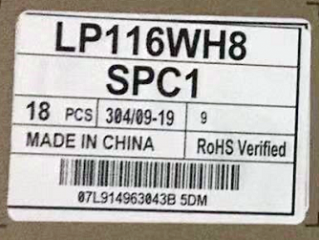 LP116WH8
SPC1
18 PCS 304/09-19 9
MADE IN CHINA RoHS Verified
07L914963043B 5DM